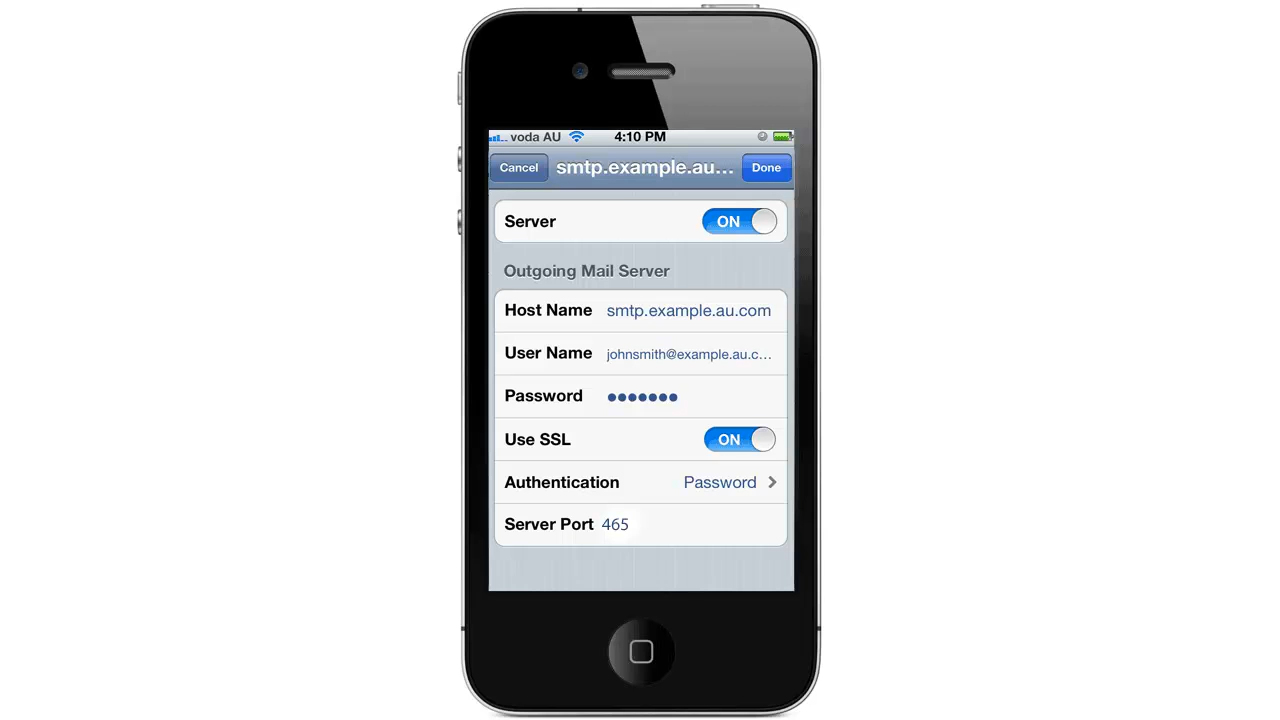 voda AU 4:10 PM
Cancel smtp.example.au... Done
Server ON
Outgoing Mail Server
Host Name smtp.example.au.com
User Name johnsmith@example.au.c...
Password •••••••
Use SSL ON
Authentication Password
Server Port 465